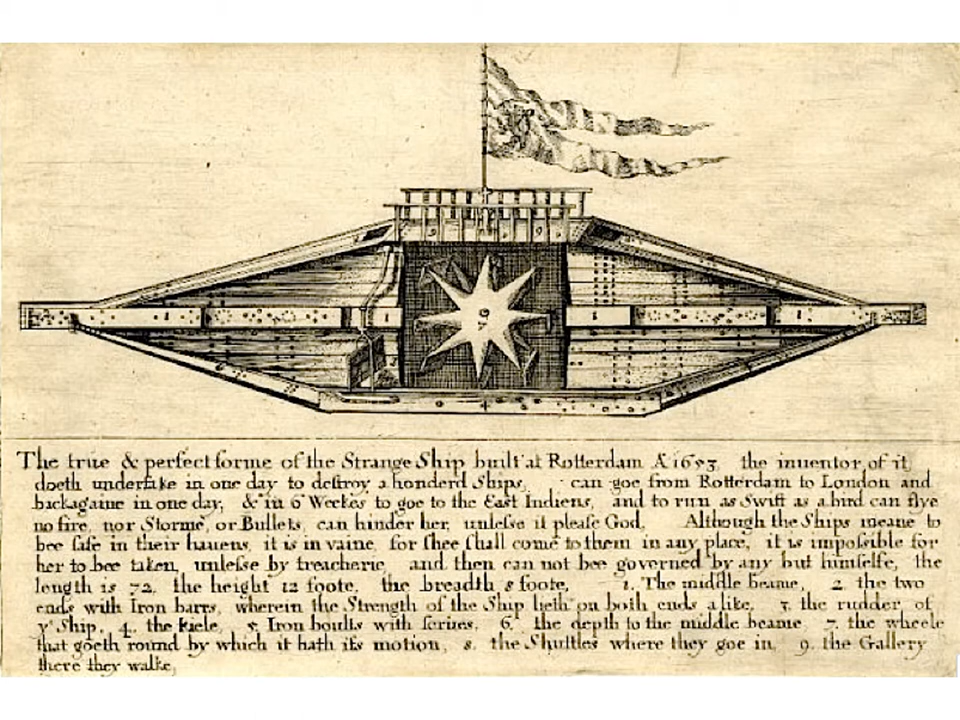 The true & perfect forme of the Strange Ship built at Rotterdam Aº 1653, the inuentor of it
doeth undertake in one day to destroy a honderd Ships, can goe from Rotterdam to London and
backagaine in one day, & in 6 Weekes to goe to the East Indiens, and to run as Swift as a bird can flye
no fire, nor Storme, or Bullets, can hinder her, unlesse it please God, Although the Ships meane to
bee safe in their hauens, it is in vaine, for shee shall come to them in any place, it is impossible for
her to bee taken, unlesse by treacherie, and then can not bee governed by any but himselfe, the
length is 72, the height 12 foote, the breadth 8 foote, 1. The middle beame, 2 the two
ends with Iron barrs, wherein the Strength of the Ship lieth on both ends alike, 3. the rudder of
yᵉ Ship, 4. the kiele, 5. Iron boults with scrues, 6. the depth to the middle beame 7. the wheele
that goeth round by which it hath its motion, 8. the Shuttles where they goe in, 9. the Gallery
there they walke,